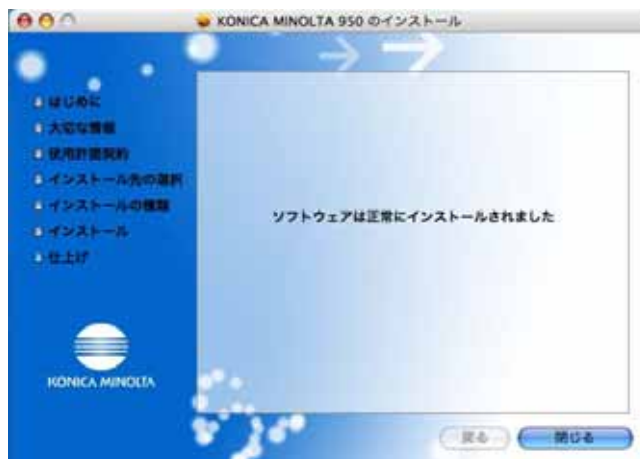 KONICA MINOLTA 950 のインストール
はじめに
大切な情報
使用許諾契約
インストール先の選択
インストールの種類
インストール
仕上げ
ソフトウェアは正常にインストールされました
KONICA MINOLTA
戻る
閉じる